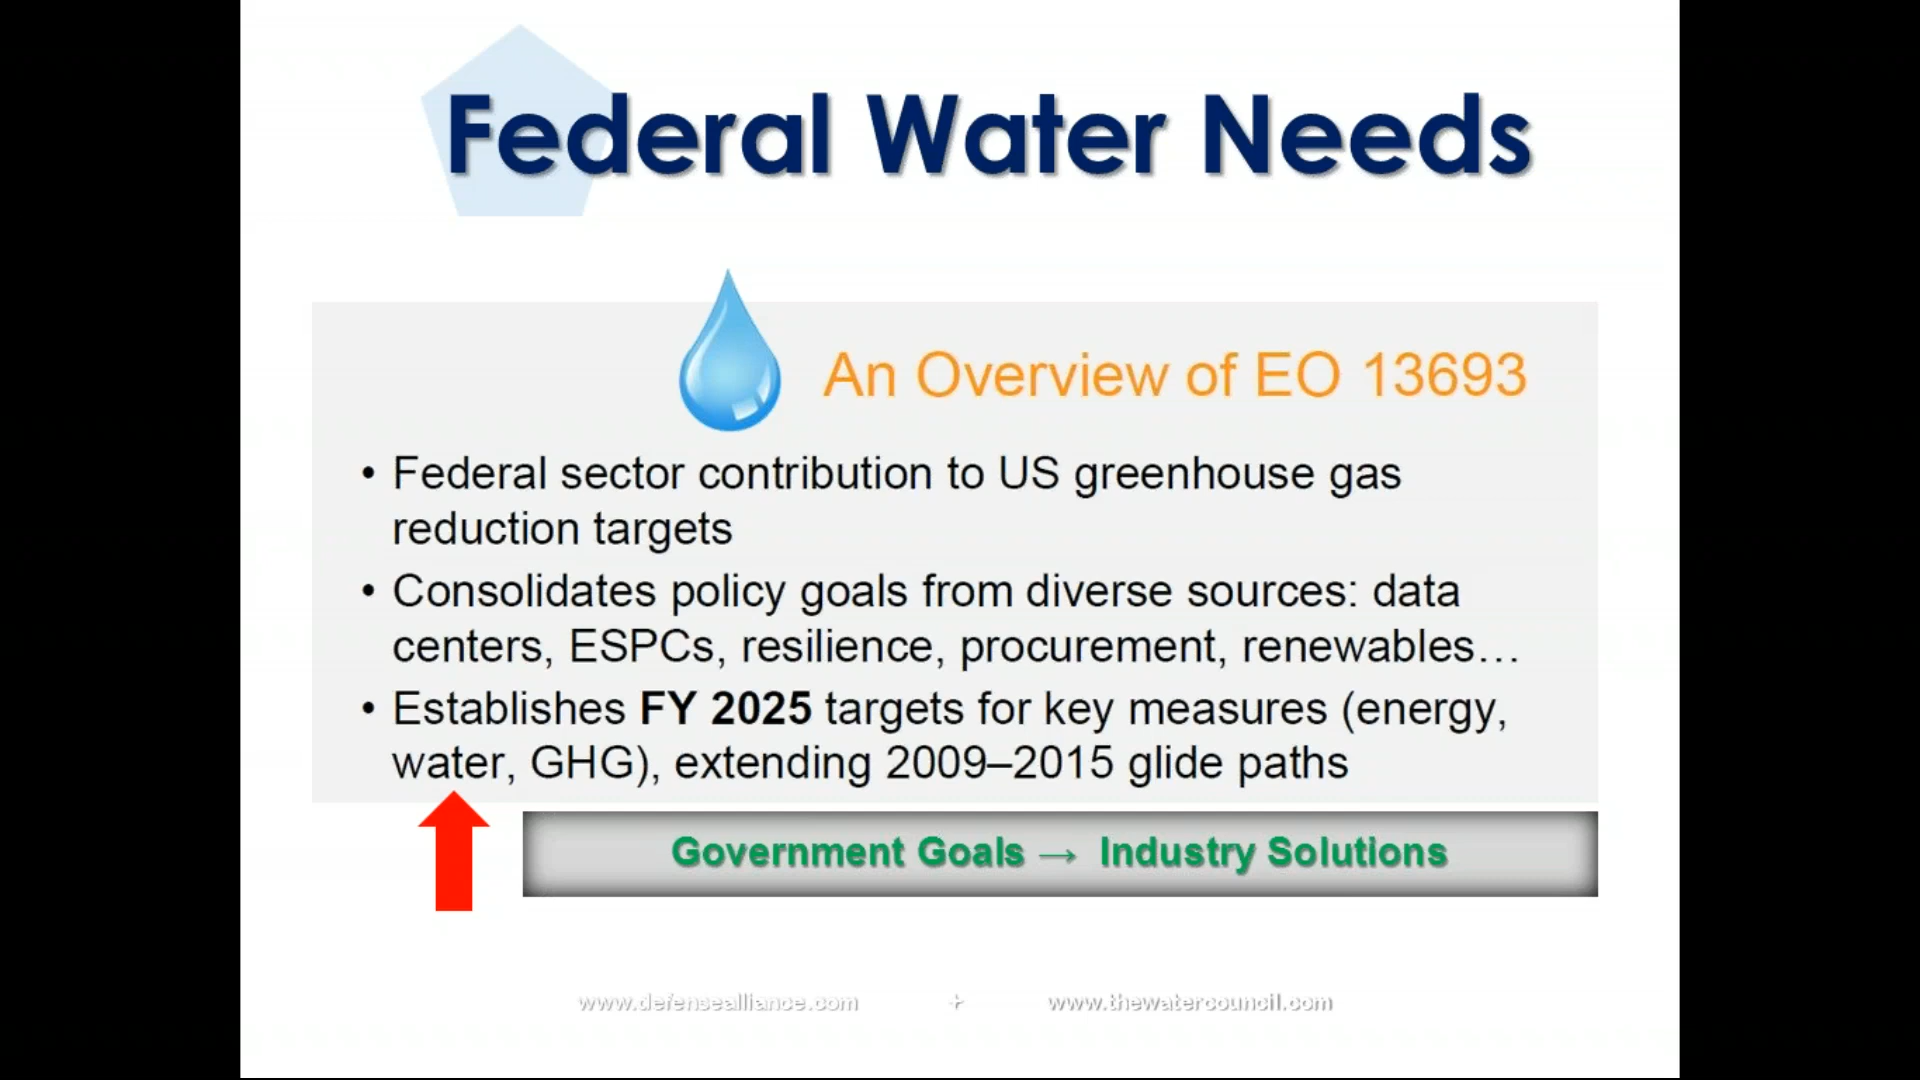 Federal Water Needs
An Overview of EO 13693
• Federal sector contribution to US greenhouse gas
reduction targets
• Consolidates policy goals from diverse sources: data
centers, ESPCs, resilience, procurement, renewables…
• Establishes FY 2025 targets for key measures (energy,
water, GHG), extending 2009–2015 glide paths
Government Goals → Industry Solutions
www.defensealliance.com + www.thewatercouncil.com